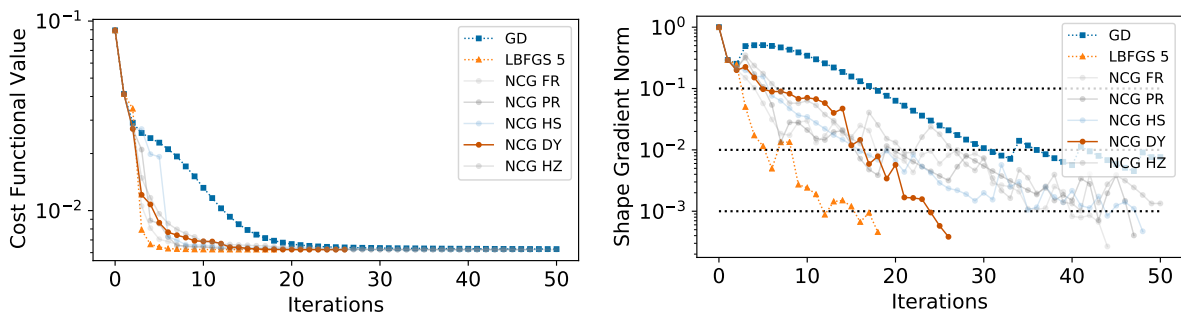 Cost Functional Value
10⁻¹
10⁻²
0
10
20
30
40
50
Iterations
GD
LBFGS 5
NCG FR
NCG PR
NCG HS
NCG DY
NCG HZ
Shape Gradient Norm
10⁰
10⁻¹
10⁻²
10⁻³
0
10
20
30
40
50
Iterations
GD
LBFGS 5
NCG FR
NCG PR
NCG HS
NCG DY
NCG HZ